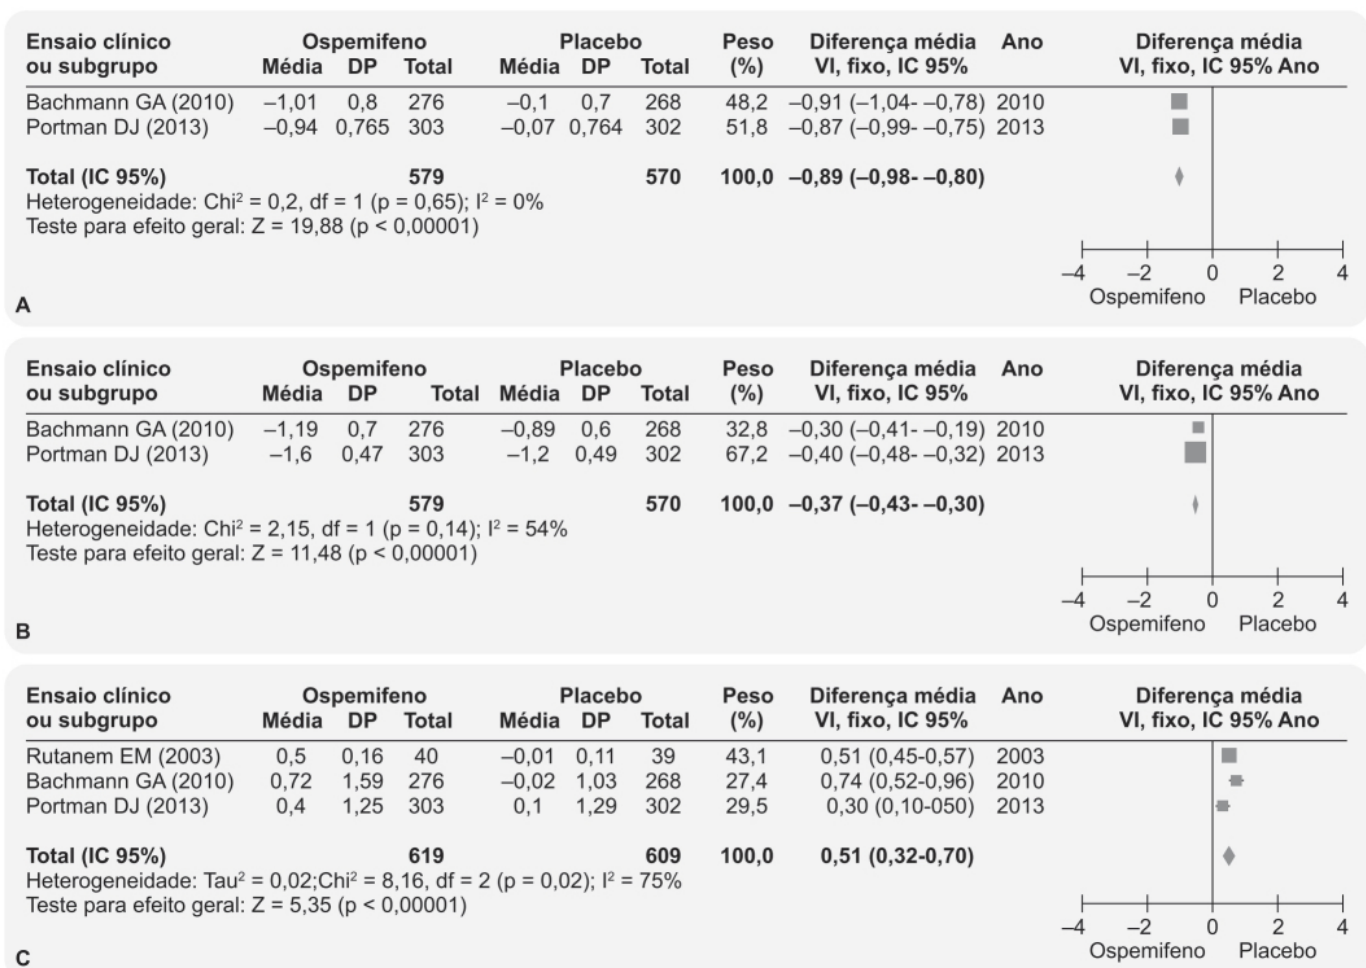 Ensaio clínico Ospemifeno Placebo Peso Diferença média Ano Diferença média
ou subgrupo Média DP Total Média DP Total (%) VI, fixo, IC 95% VI, fixo, IC 95% Ano
Bachmann GA (2010) –1,01 0,8 276 –0,1 0,7 268 48,2 –0,91 (–1,04- –0,78) 2010
Portman DJ (2013) –0,94 0,765 303 –0,07 0,764 302 51,8 –0,87 (–0,99- –0,75) 2013
Total (IC 95%) 579 570 100,0 –0,89 (–0,98- –0,80)
Heterogeneidade: Chi² = 0,2, df = 1 (p = 0,65); I² = 0%
Teste para efeito geral: Z = 19,88 (p < 0,00001)
–4 –2 0 2 4
Ospemifeno Placebo
A
Ensaio clínico Ospemifeno Placebo Peso Diferença média Ano Diferença média
ou subgrupo Média DP Total Média DP Total (%) VI, fixo, IC 95% VI, fixo, IC 95% Ano
Bachmann GA (2010) –1,19 0,7 276 –0,89 0,6 268 32,8 –0,30 (–0,41- –0,19) 2010
Portman DJ (2013) –1,6 0,47 303 –1,2 0,49 302 67,2 –0,40 (–0,48- –0,32) 2013
Total (IC 95%) 579 570 100,0 –0,37 (–0,43- –0,30)
Heterogeneidade: Chi² = 2,15, df = 1 (p = 0,14); I² = 54%
Teste para efeito geral: Z = 11,48 (p < 0,00001)
–4 –2 0 2 4
Ospemifeno Placebo
B
Ensaio clínico Ospemifeno Placebo Peso Diferença média Ano Diferença média
ou subgrupo Média DP Total Média DP Total (%) VI, fixo, IC 95% VI, fixo, IC 95% Ano
Rutanem EM (2003) 0,5 0,16 40 –0,01 0,11 39 43,1 0,51 (0,45-0,57) 2003
Bachmann GA (2010) 0,72 1,59 276 –0,02 1,03 268 27,4 0,74 (0,52-0,96) 2010
Portman DJ (2013) 0,4 1,25 303 0,1 1,29 302 29,5 0,30 (0,10-050) 2013
Total (IC 95%) 619 609 100,0 0,51 (0,32-0,70)
Heterogeneidade: Tau² = 0,02;Chi² = 8,16, df = 2 (p = 0,02); I² = 75%
Teste para efeito geral: Z = 5,35 (p < 0,00001)
–4 –2 0 2 4
Ospemifeno Placebo
C